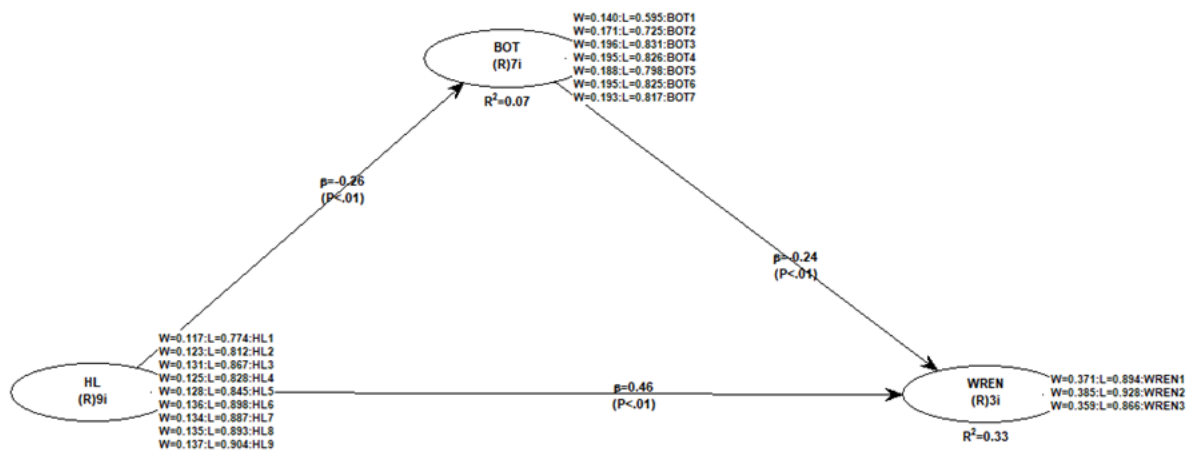 BOT
(R)7i
R²=0.07
W=0.140:L=0.595:BOT1
W=0.171:L=0.725:BOT2
W=0.196:L=0.831:BOT3
W=0.195:L=0.826:BOT4
W=0.188:L=0.798:BOT5
W=0.195:L=0.825:BOT6
W=0.193:L=0.817:BOT7
β=-0.26
(P<.01)
β=-0.24
(P<.01)
HL
(R)9i
W=0.117:L=0.774:HL1
W=0.123:L=0.812:HL2
W=0.131:L=0.867:HL3
W=0.125:L=0.828:HL4
W=0.128:L=0.845:HL5
W=0.136:L=0.898:HL6
W=0.134:L=0.887:HL7
W=0.135:L=0.893:HL8
W=0.137:L=0.904:HL9
β=0.46
(P<.01)
WREN
(R)3i
R²=0.33
W=0.371:L=0.894:WREN1
W=0.385:L=0.928:WREN2
W=0.359:L=0.866:WREN3